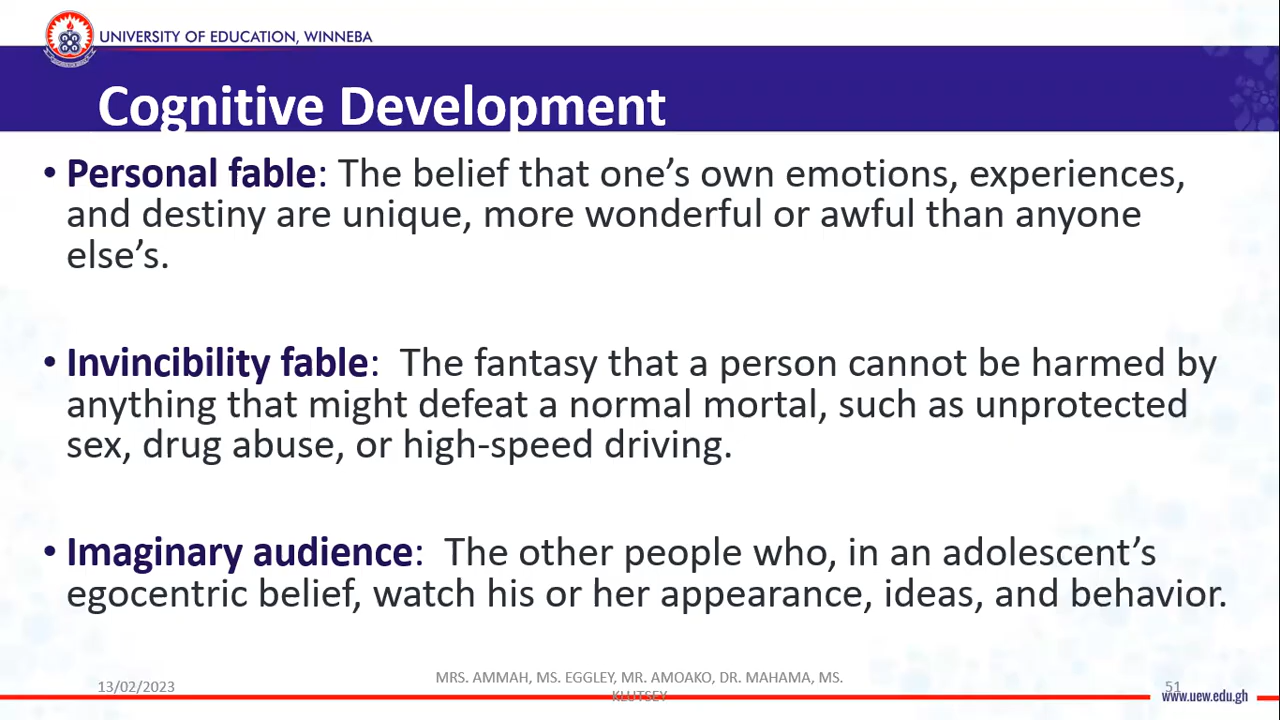 UNIVERSITY OF EDUCATION, WINNEBA
Cognitive Development
• Personal fable: The belief that one’s own emotions, experiences,
and destiny are unique, more wonderful or awful than anyone
else’s.
• Invincibility fable:  The fantasy that a person cannot be harmed by
anything that might defeat a normal mortal, such as unprotected
sex, drug abuse, or high-speed driving.
• Imaginary audience:  The other people who, in an adolescent’s
egocentric belief, watch his or her appearance, ideas, and behavior.
13/02/2023
MRS. AMMAH, MS. EGGLEY, MR. AMOAKO, DR. MAHAMA, MS.
KLUTSEY
51
www.uew.edu.gh